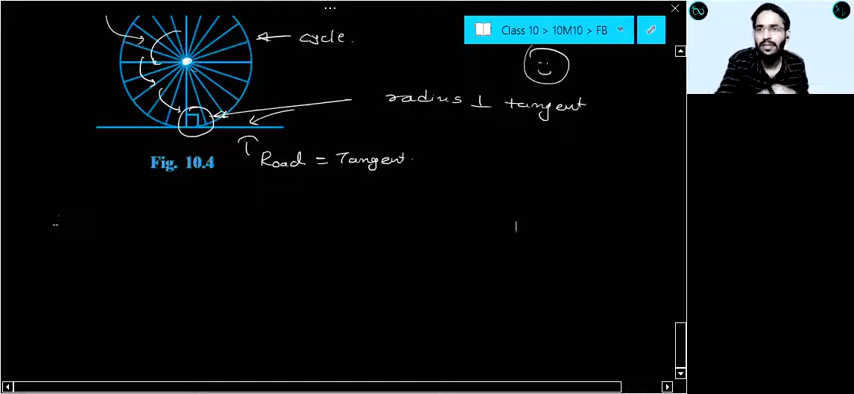 Class 10 > 10M10 > FB
cycle.
radius ⊥ tangent
Road = Tangent.
Fig. 10.4